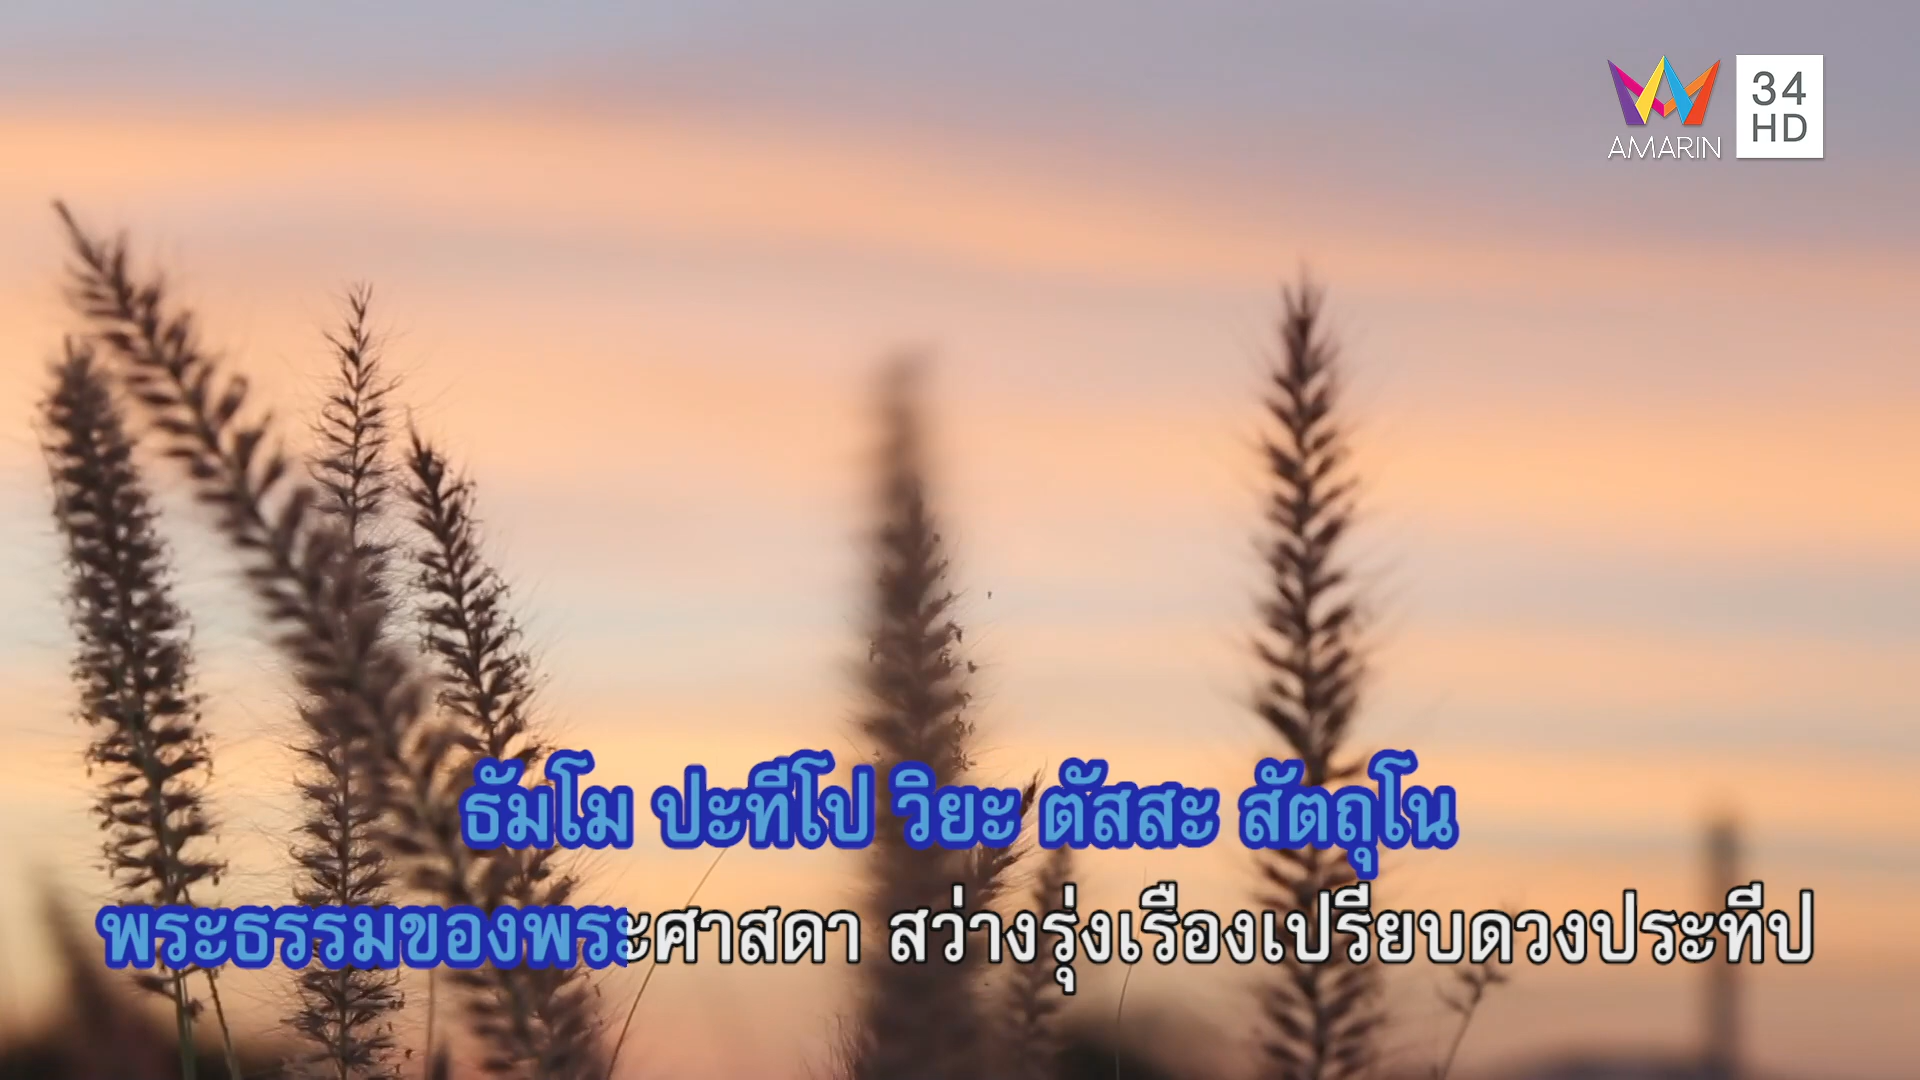 AMARIN
34
HD
ธัมโม ปะทีโป วิยะ ตัสสะ สัตถุโน
พระธรรมของพระศาสดา สว่างรุ่งเรืองเปรียบดวงประทีป